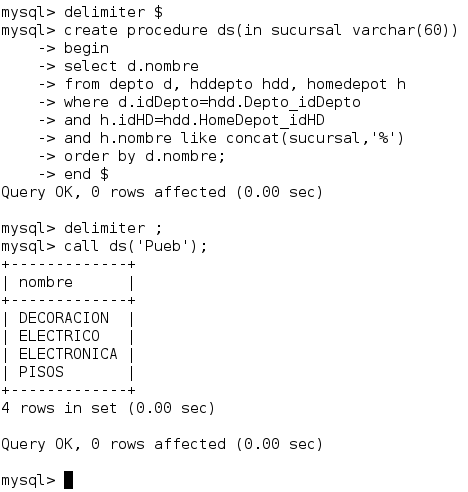 mysql> delimiter $
mysql> create procedure ds(in sucursal varchar(60))
    -> begin
    -> select d.nombre
    -> from depto d, hddepto hdd, homedepot h
    -> where d.idDepto=hdd.Depto_idDepto
    -> and h.idHD=hdd.HomeDepot_idHD
    -> and h.nombre like concat(sucursal,'%')
    -> order by d.nombre;
    -> end $
Query OK, 0 rows affected (0.00 sec)

mysql> delimiter ;
mysql> call ds('Pueb');
+-------------+
| nombre      |
+-------------+
| DECORACION  |
| ELECTRICO   |
| ELECTRONICA |
| PISOS       |
+-------------+
4 rows in set (0.00 sec)

Query OK, 0 rows affected (0.00 sec)

mysql>